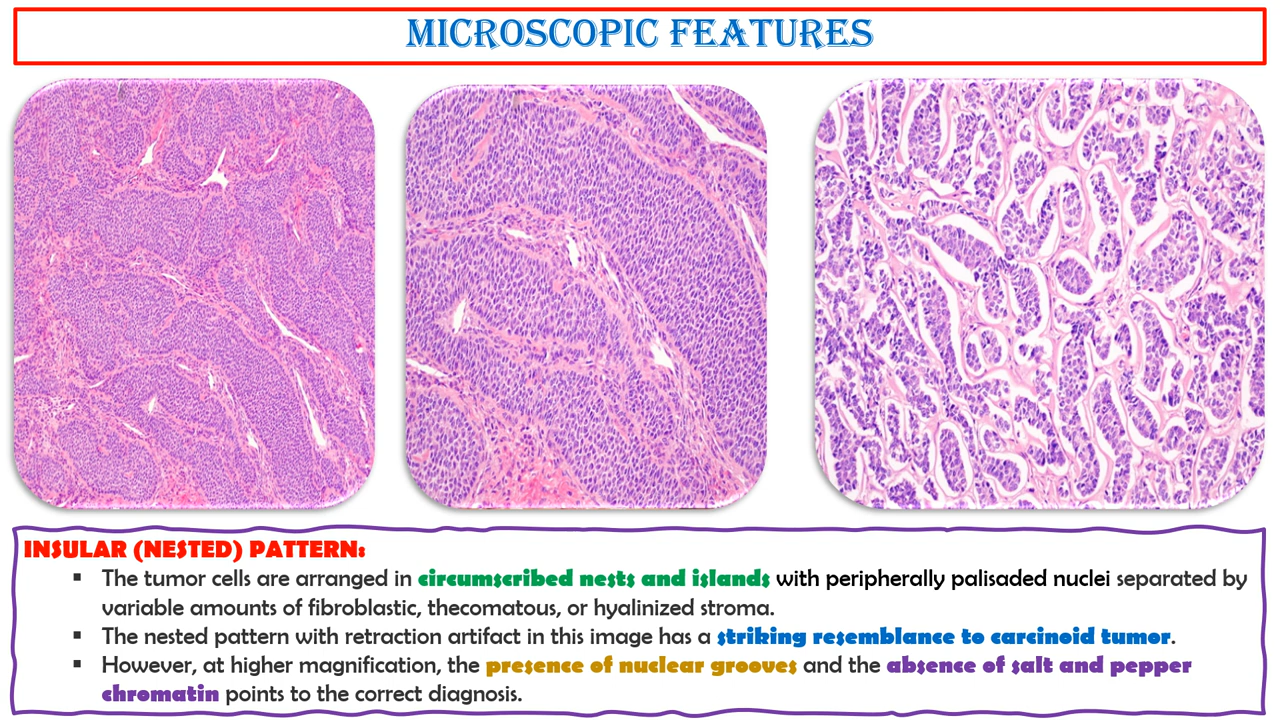 MICROSCOPIC FEATURES
INSULAR (NESTED) PATTERN:
▪ The tumor cells are arranged in circumscribed nests and islands with peripherally palisaded nuclei separated by
variable amounts of fibroblastic, thecomatous, or hyalinized stroma.
▪ The nested pattern with retraction artifact in this image has a striking resemblance to carcinoid tumor.
▪ However, at higher magnification, the presence of nuclear grooves and the absence of salt and pepper
chromatin points to the correct diagnosis.